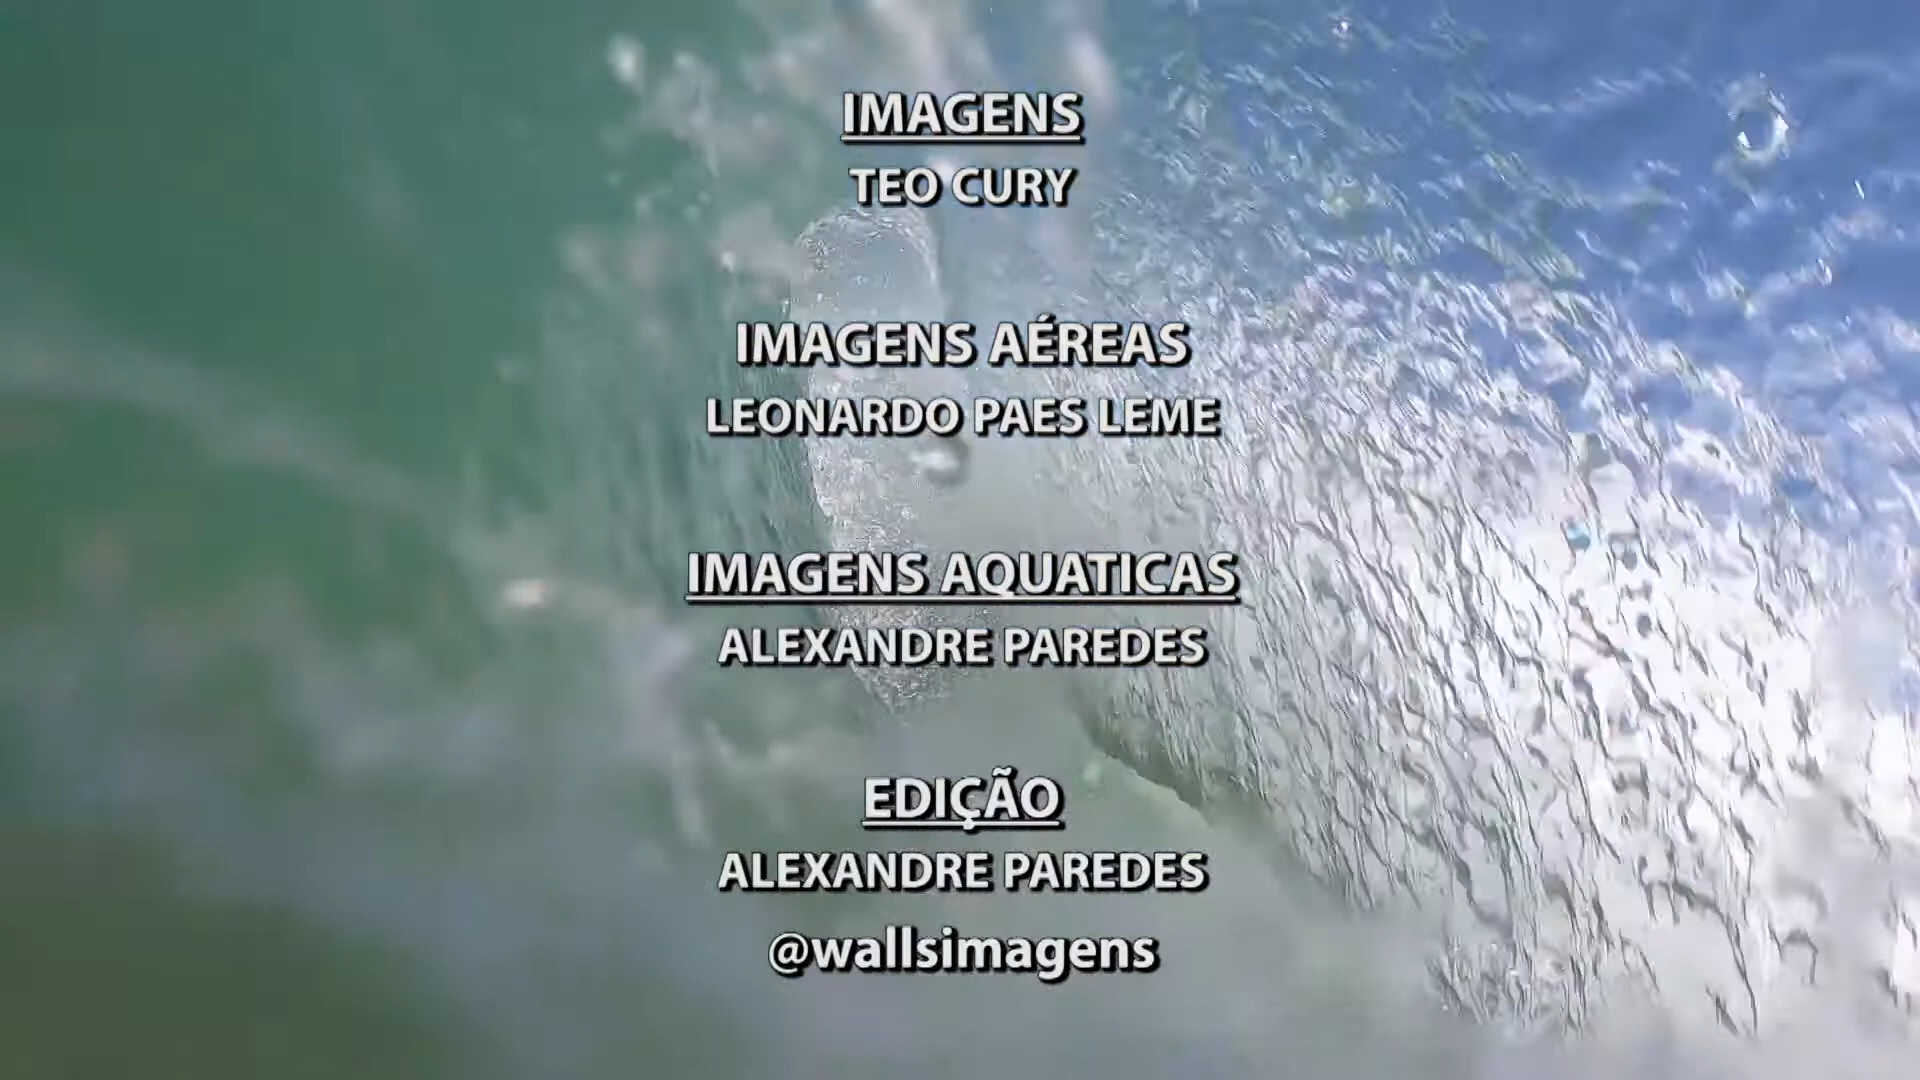 IMAGENS
TEO CURY
IMAGENS AÉREAS
LEONARDO PAES LEME
IMAGENS AQUATICAS
ALEXANDRE PAREDES
EDIÇÃO
ALEXANDRE PAREDES
@wallsimagens